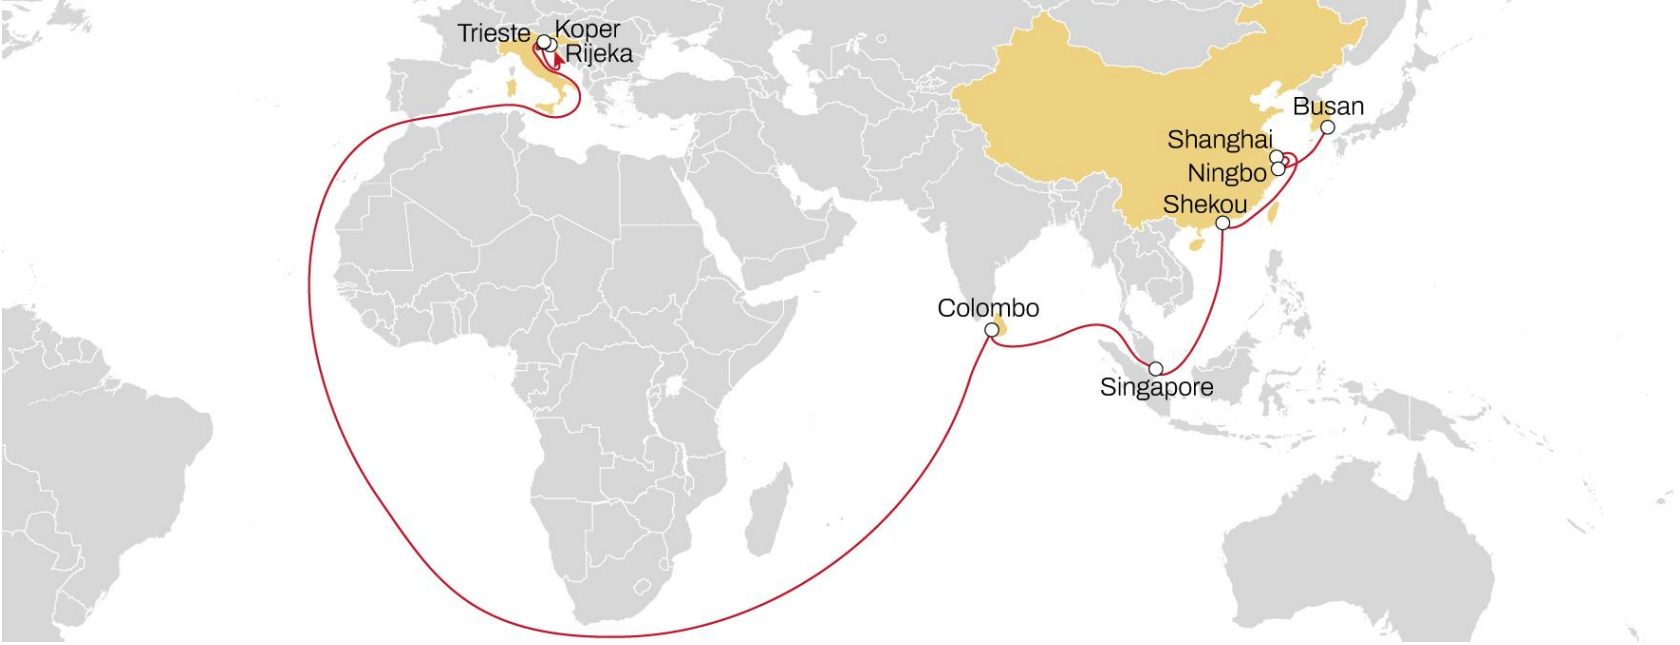 Koper
Trieste
Rijeka
Busan
Shanghai
Ningbo
Shekou
Colombo
Singapore